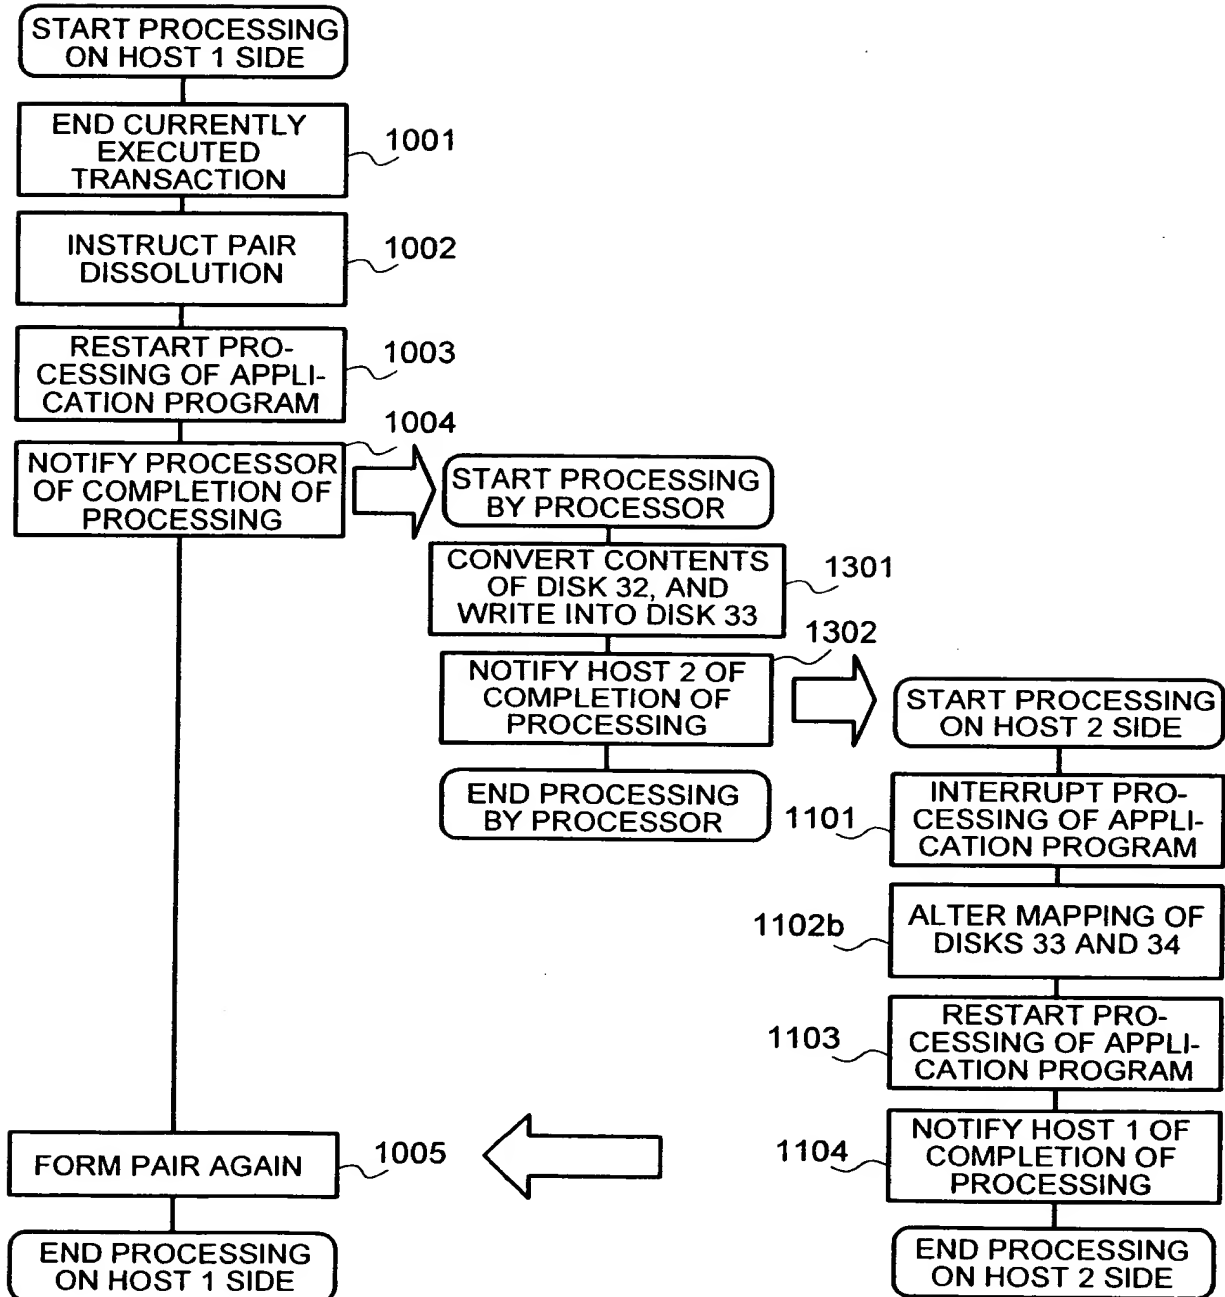 START PROCESSING
ON HOST 1 SIDE
END CURRENTLY
EXECUTED
TRANSACTION
1001
INSTRUCT PAIR
DISSOLUTION
1002
RESTART PRO-
CESSING OF APPLI-
CATION PROGRAM
1003
NOTIFY PROCESSOR
OF COMPLETION OF
PROCESSING
1004
START PROCESSING
BY PROCESSOR
CONVERT CONTENTS
OF DISK 32, AND
WRITE INTO DISK 33
1301
NOTIFY HOST 2 OF
COMPLETION OF
PROCESSING
1302
END PROCESSING
BY PROCESSOR
START PROCESSING
ON HOST 2 SIDE
1101
INTERRUPT PRO-
CESSING OF APPLI-
CATION PROGRAM
1102b
ALTER MAPPING OF
DISKS 33 AND 34
1103
RESTART PRO-
CESSING OF APPLI-
CATION PROGRAM
1104
NOTIFY HOST 1 OF
COMPLETION OF
PROCESSING
END PROCESSING
ON HOST 2 SIDE
FORM PAIR AGAIN
1005
END PROCESSING
ON HOST 1 SIDE